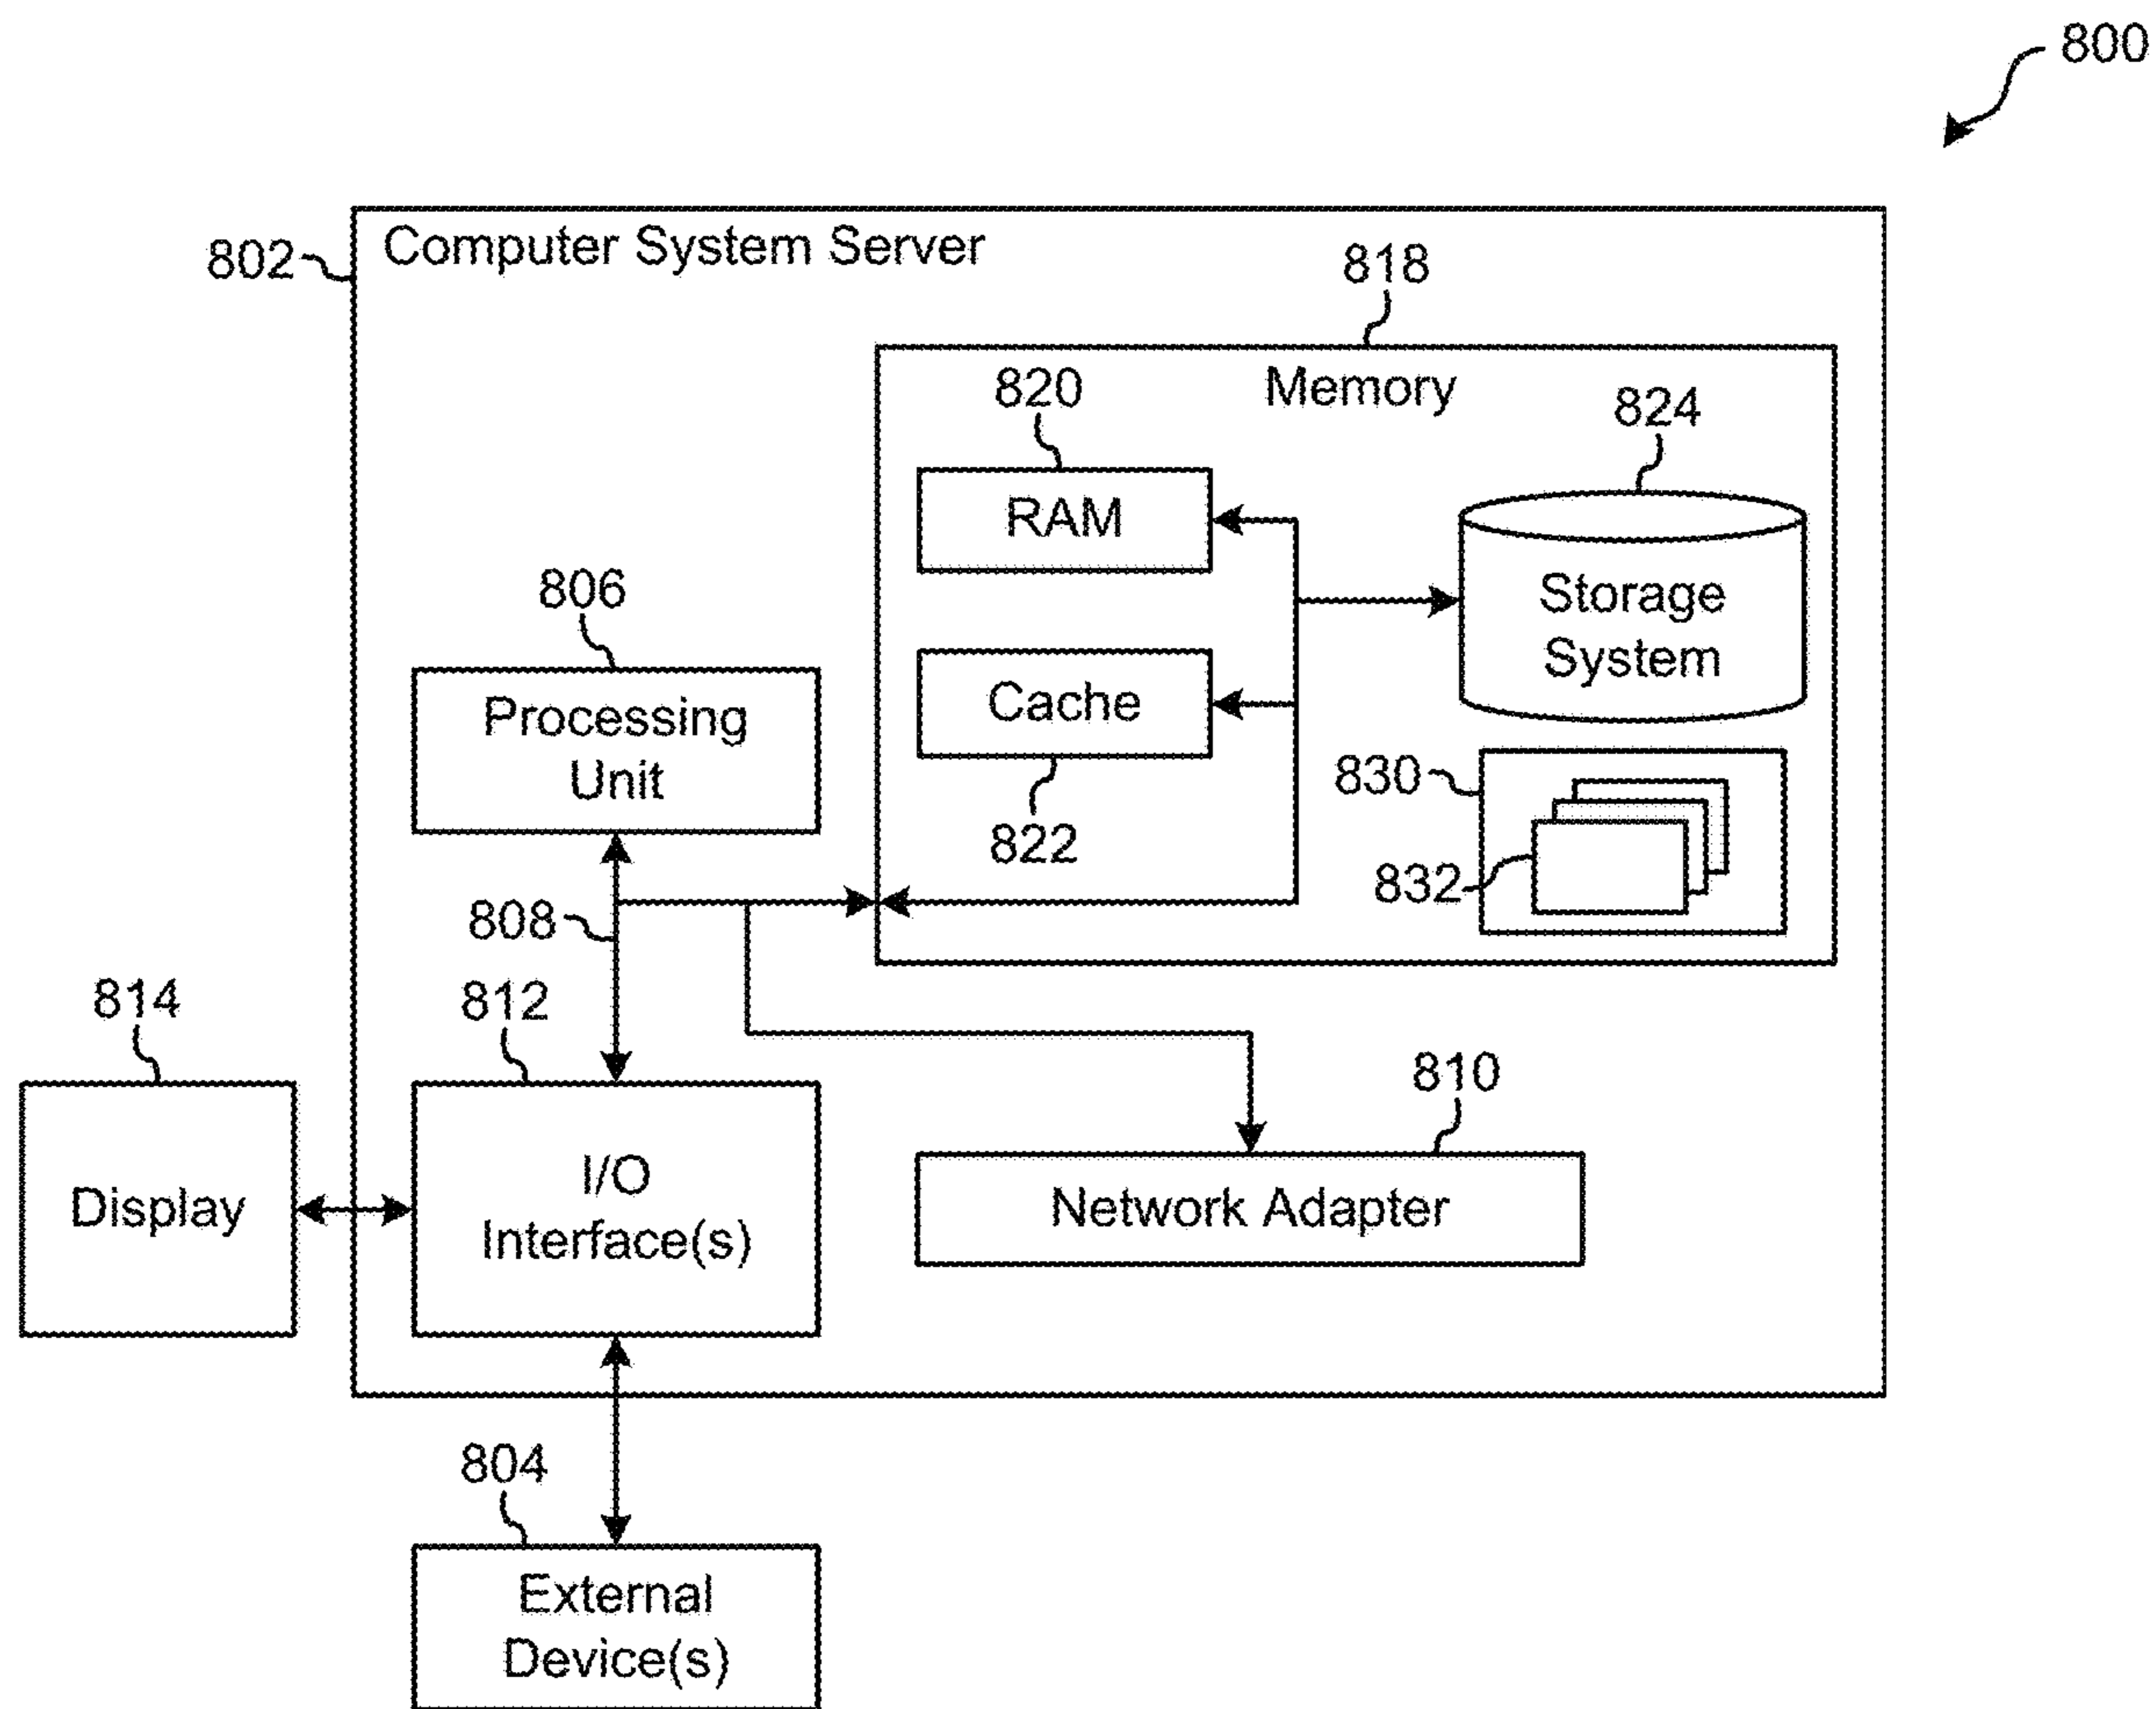 800
802
Computer System Server
818
Memory
820
824
RAM
Storage
System
806
Processing
Unit
Cache
822
830
832
808
812
814
810
Display
I/O
Interface(s)
Network Adapter
804
External
Device(s)